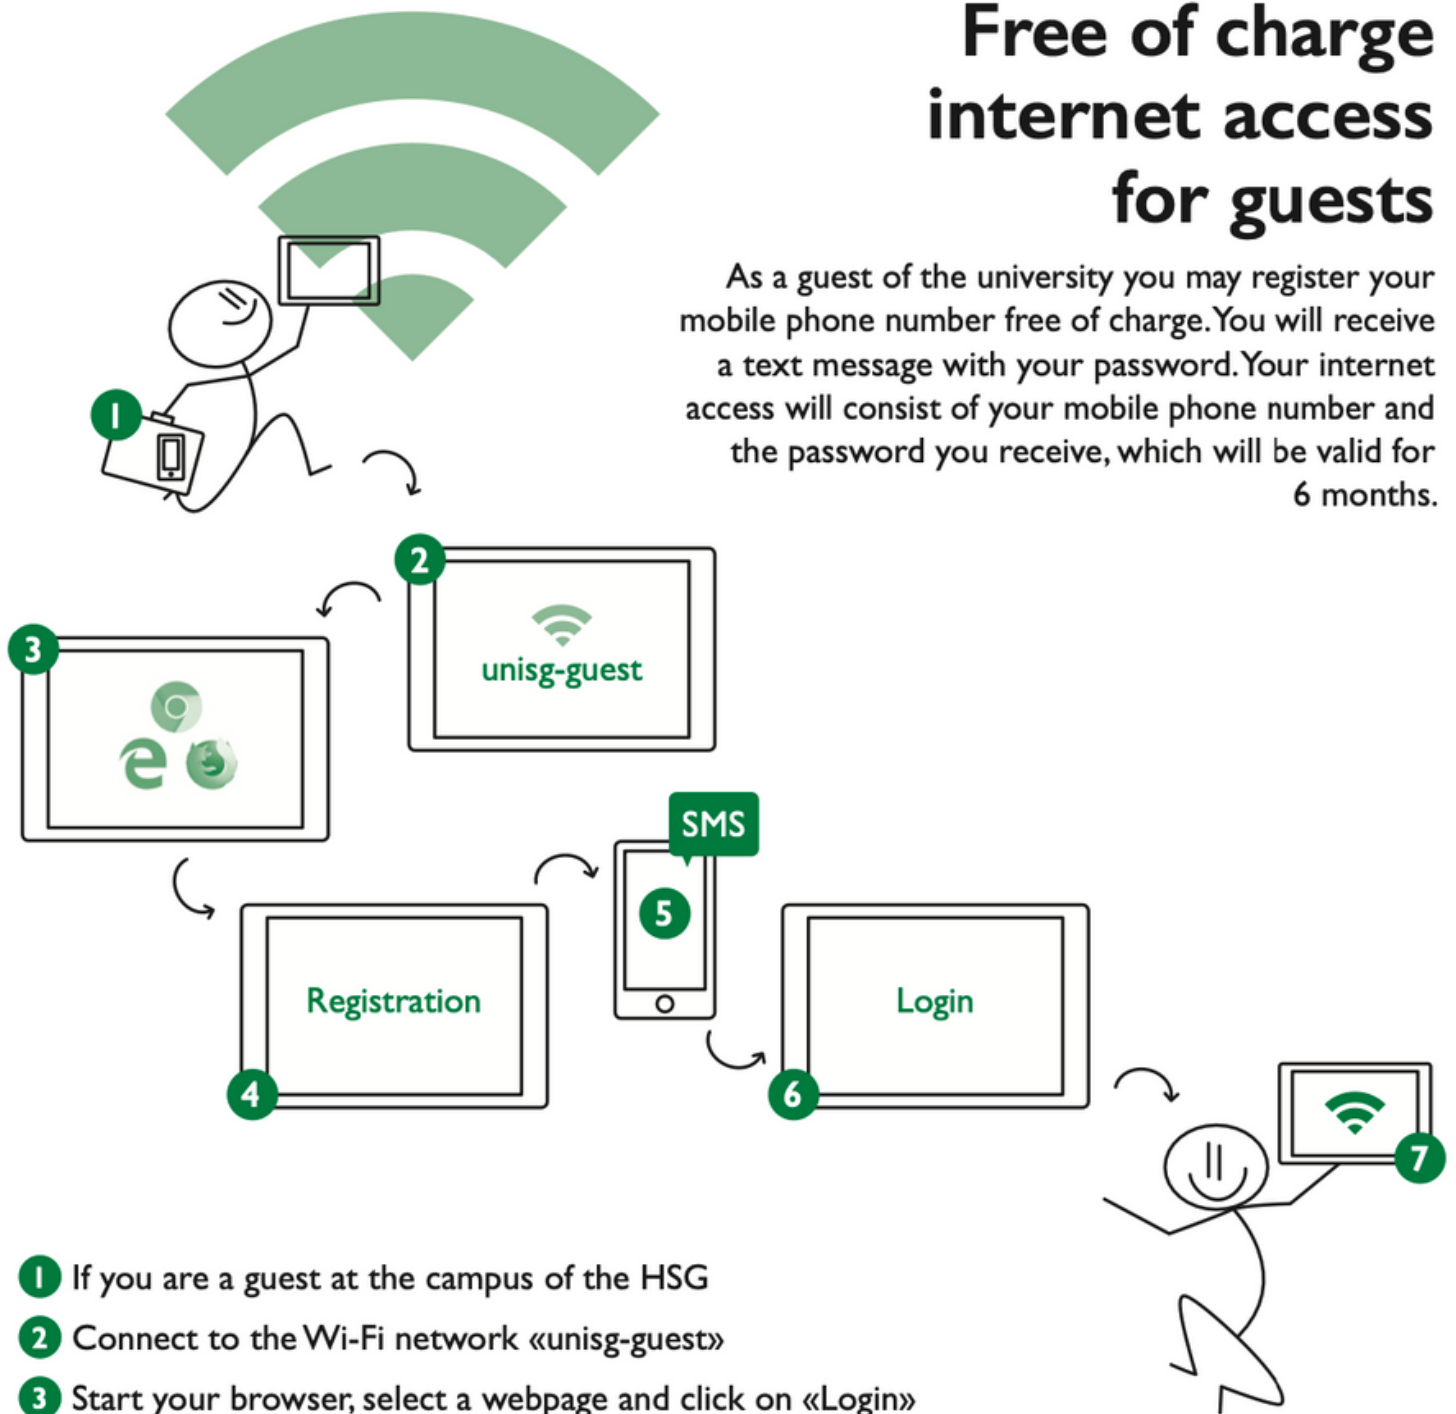 Free of charge
internet access
for guests
As a guest of the university you may register your
mobile phone number free of charge. You will receive
a text message with your password. Your internet
access will consist of your mobile phone number and
the password you receive, which will be valid for
6 months.
1
2
unisg-guest
3
SMS
5
Registration
4
Login
6
7
1 If you are a guest at the campus of the HSG
2 Connect to the Wi-Fi network «unisg-guest»
3 Start your browser, select a webpage and click on «Login»